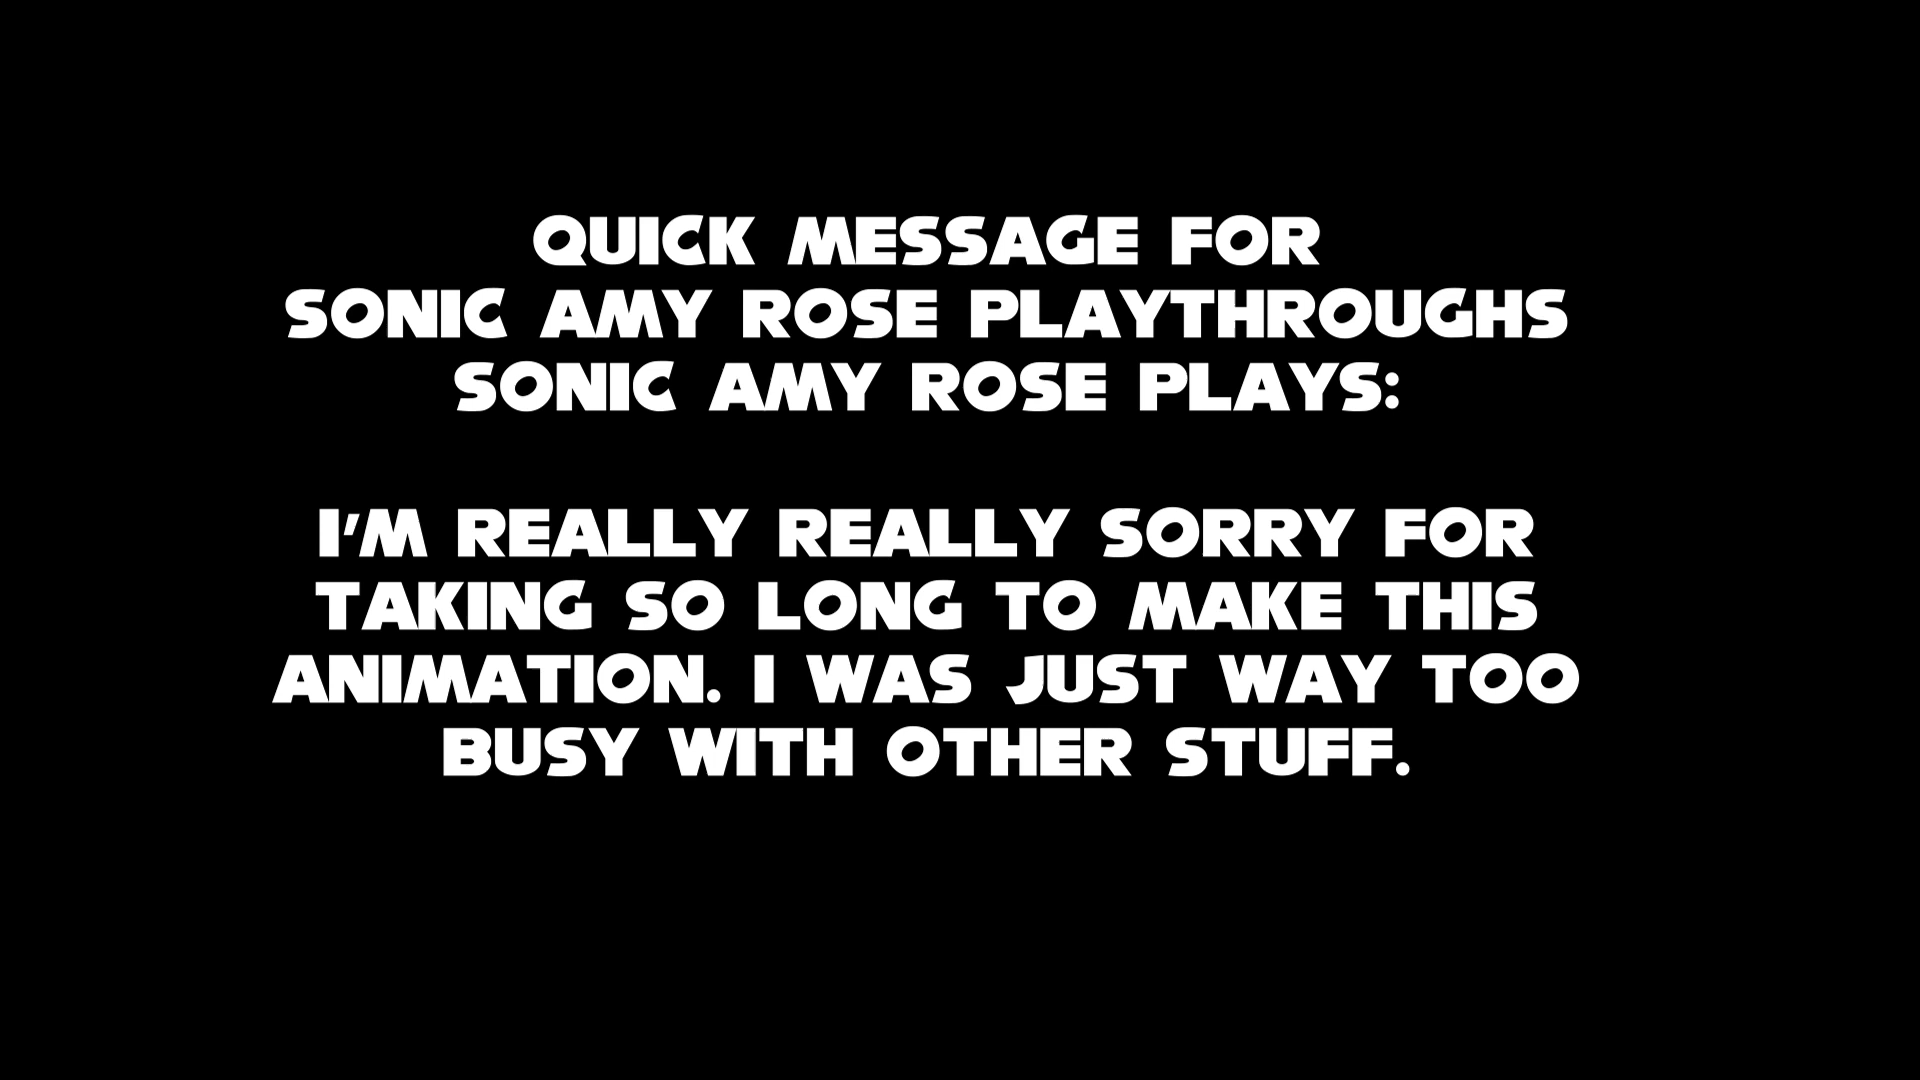 QUICK MESSAGE FOR
SONIC AMY ROSE PLAYTHROUGHS
SONIC AMY ROSE PLAYS:
I'M REALLY REALLY SORRY FOR
TAKING SO LONG TO MAKE THIS
ANIMATION. I WAS JUST WAY TOO
BUSY WITH OTHER STUFF.